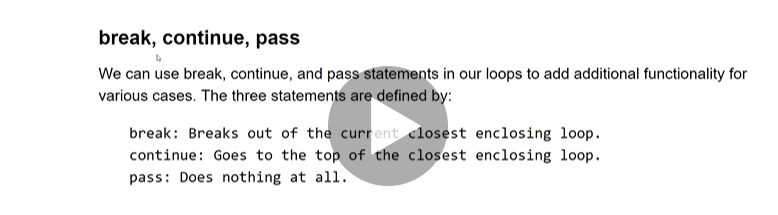 break, continue, pass
We can use break, continue, and pass statements in our loops to add additional functionality for
various cases. The three statements are defined by:
break: Breaks out of the current closest enclosing loop.
continue: Goes to the top of the closest enclosing loop.
pass: Does nothing at all.